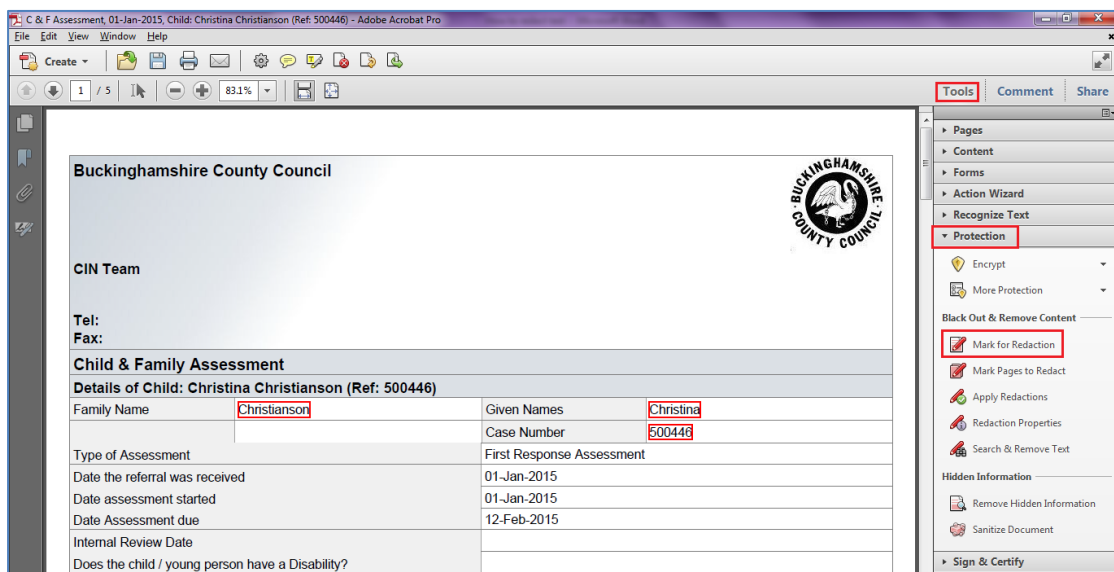 C & F Assessment, 01-Jan-2015, Child: Christina Christianson (Ref: 500446) - Adobe Acrobat Pro
File Edit View Window Help
Create
1 / 5 83.1% Tools Comment Share
Pages
Content
Forms
Action Wizard
Recognize Text
Protection
Encrypt
More Protection
Black Out & Remove Content
Mark for Redaction
Mark Pages to Redact
Apply Redactions
Redaction Properties
Search & Remove Text
Hidden Information
Remove Hidden Information
Sanitize Document
Sign & Certify
Buckinghamshire County Council
BUCKINGHAMSHIRE COUNTY COUNCIL
CIN Team
Tel:
Fax:
Child & Family Assessment
Details of Child: Christina Christianson (Ref: 500446)
Family Name Christianson Given Names Christina
Case Number 500446
Type of Assessment First Response Assessment
Date the referral was received 01-Jan-2015
Date assessment started 01-Jan-2015
Date Assessment due 12-Feb-2015
Internal Review Date
Does the child / young person have a Disability?